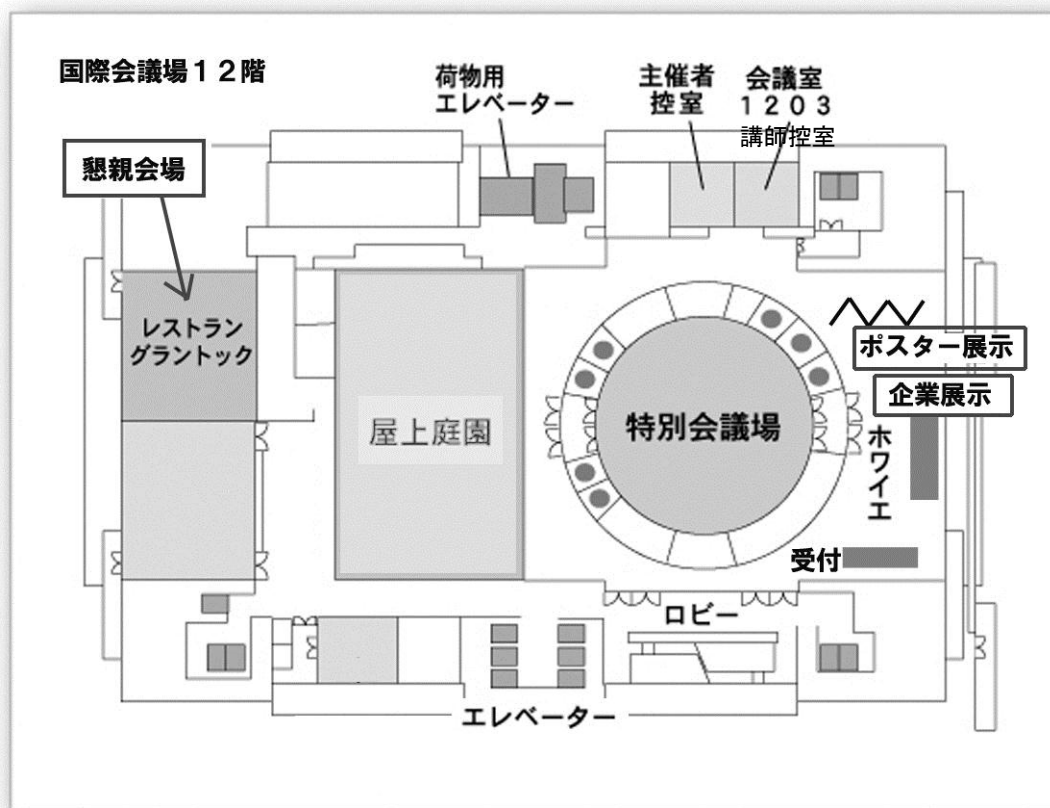 国際会議場12階
荷物用
エレベーター
主催者
控室
会議室
1203
講師控室
懇親会場
レストラン
グラントック
屋上庭園
特別会議場
ポスター展示
企業展示
ホワイエ
受付
ロビー
エレベーター